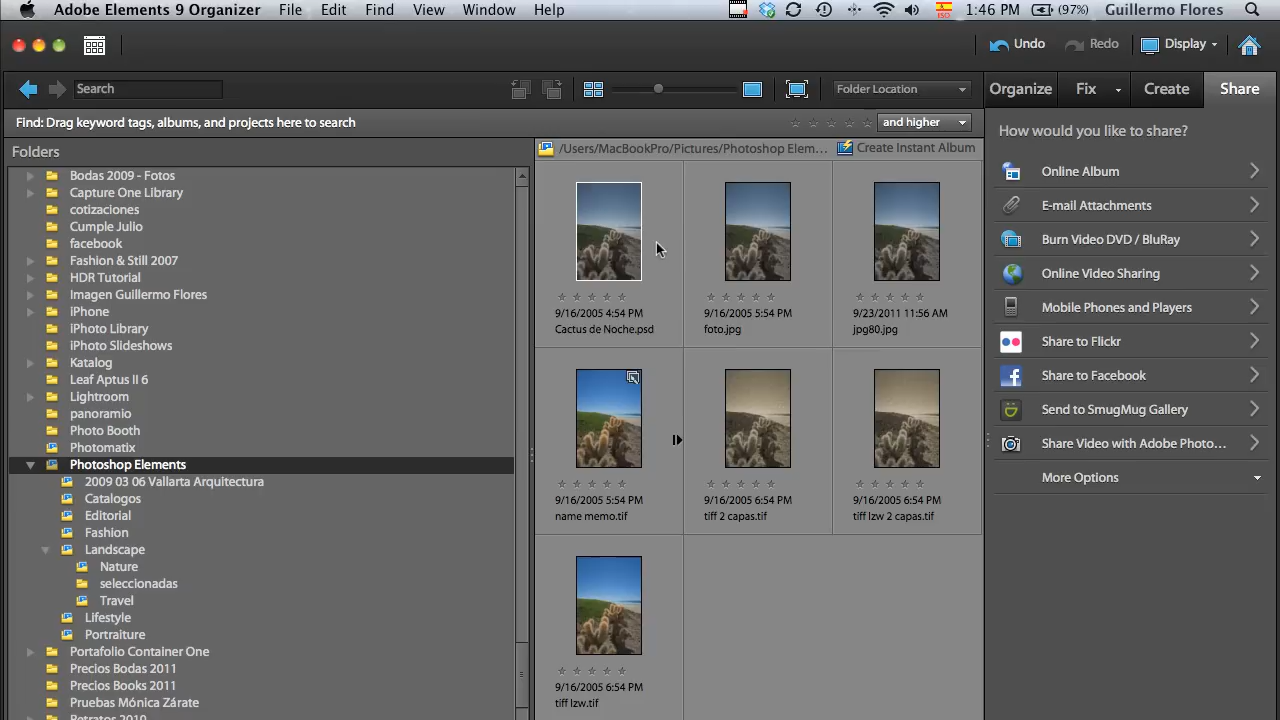 Adobe Elements 9 Organizer File Edit Find View Window Help ISO 1:46 PM (97%) Guillermo Flores
Undo Redo Display
Search Folder Location Organize Fix Create Share
Find: Drag keyword tags, albums, and projects here to search and higher
How would you like to share?
Folders
Bodas 2009 - Fotos
Capture One Library
cotizaciones
Cumple Julio
facebook
Fashion & Still 2007
HDR Tutorial
Imagen Guillermo Flores
iPhone
iPhoto Library
iPhoto Slideshows
Katalog
Leaf Aptus II 6
Lightroom
panoramio
Photo Booth
Photomatix
Photoshop Elements
2009 03 06 Vallarta Arquitectura
Catalogos
Editorial
Fashion
Landscape
Nature
seleccionadas
Travel
Lifestyle
Portraiture
Portafolio Container One
Precios Bodas 2011
Precios Books 2011
Pruebas Mónica Zárate
Retratos 2010
/Users/MacBookPro/Pictures/Photoshop Elem... Create Instant Album
9/16/2005 4:54 PM
Cactus de Noche.psd
9/16/2005 5:54 PM
foto.jpg
9/23/2011 11:56 AM
jpg80.jpg
9/16/2005 5:54 PM
name memo.tif
9/16/2005 6:54 PM
tiff 2 capas.tif
9/16/2005 6:54 PM
tiff lzw 2 capas.tif
9/16/2005 6:54 PM
tiff lzw.tif
Online Album
E-mail Attachments
Burn Video DVD / BluRay
Online Video Sharing
Mobile Phones and Players
Share to Flickr
Share to Facebook
Send to SmugMug Gallery
Share Video with Adobe Photo...
More Options